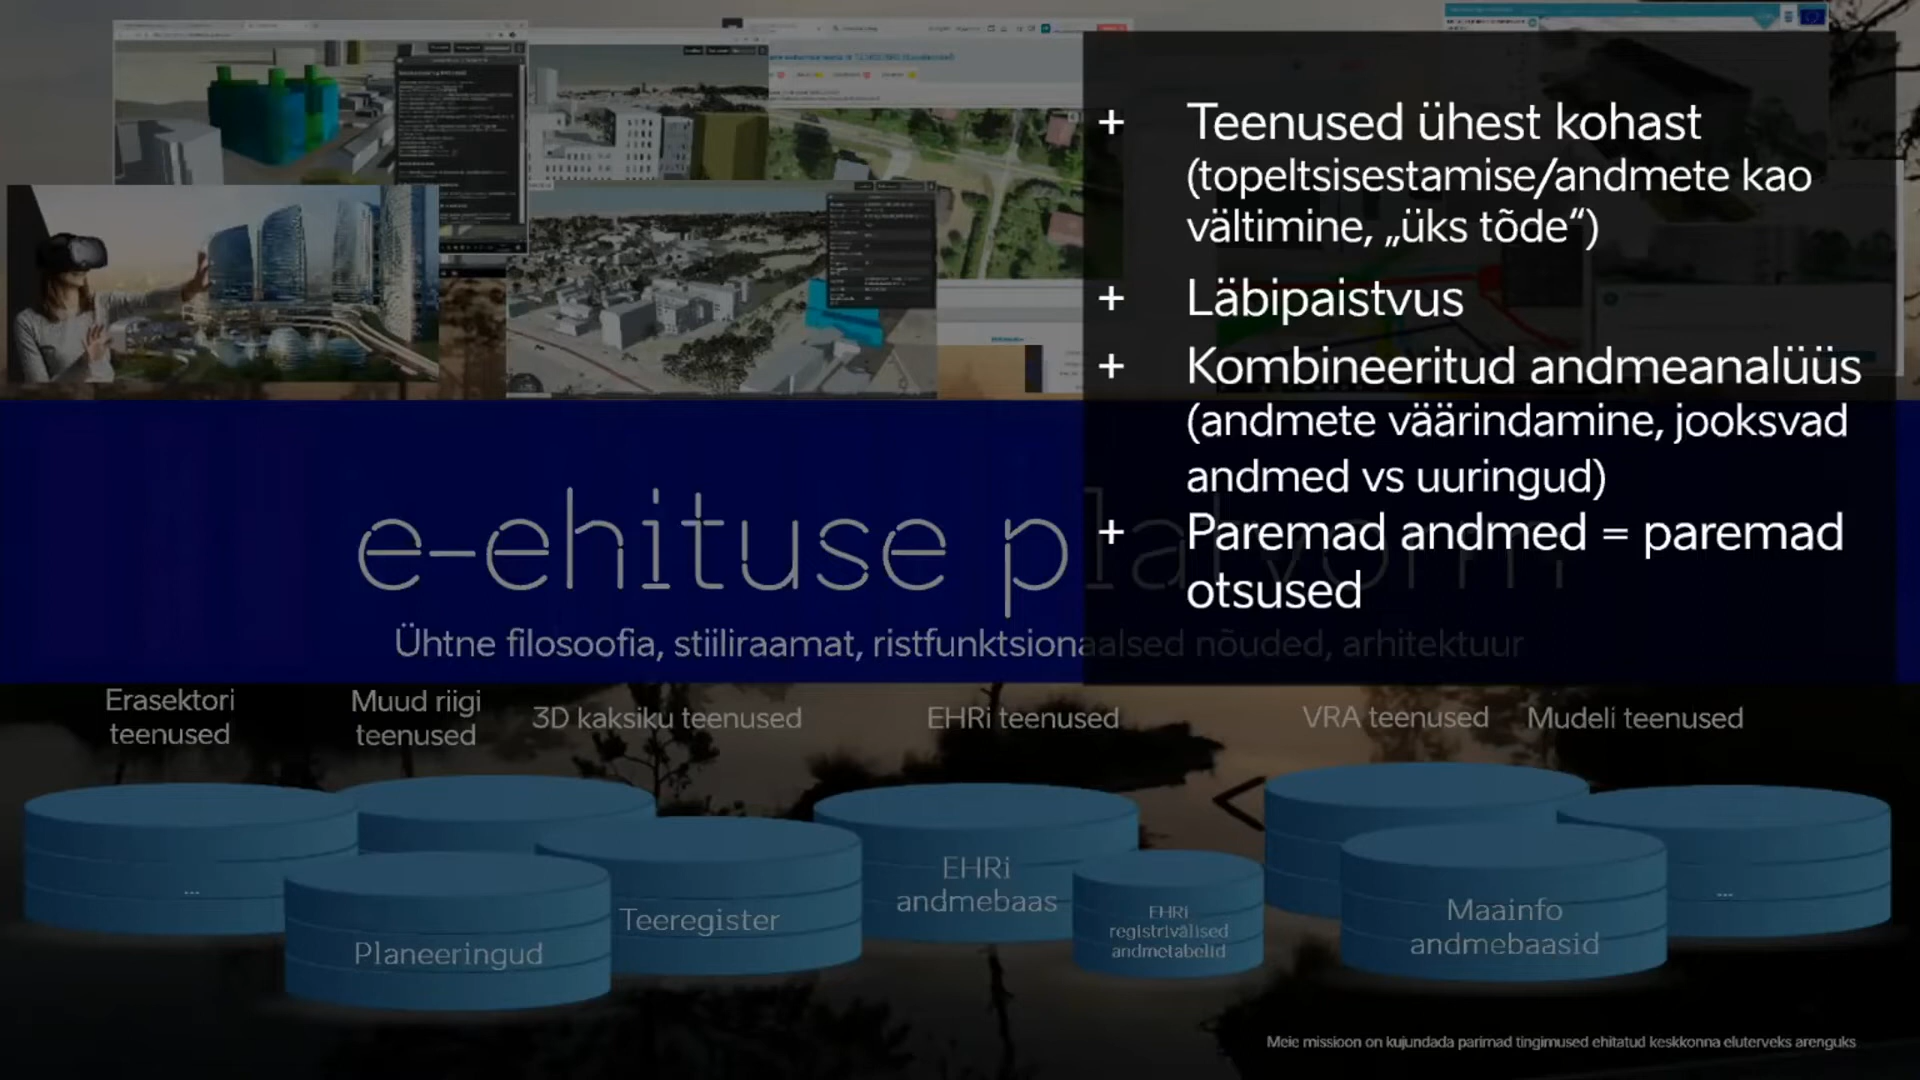 + Teenused ühest kohast
(topeltsisestamise/andmete kao
vältimine, „üks tõde“)
+ Läbipaistvus
+ Kombineeritud andmeanalüüs
(andmete väärindamine, jooksvad
andmed vs uuringud)
+ Paremad andmed = paremad
otsused
e-ehituse platvorm
Ühtne filosoofia, stiiliraamat, ristfunktsionaalsed nõuded, arhitektuur
Erasektori
teenused
Muud riigi
teenused
3D kaksiku teenused
EHRi teenused
VRA teenused
Mudeli teenused
...
Planeeringud
Teeregister
EHRi
andmebaas
EHRi
registrivälised
andmetabelid
Maainfo
andmebaasid
...
Meie missioon on kujundada parimad tingimused ehitatud keskkonna eluterveks arenguks